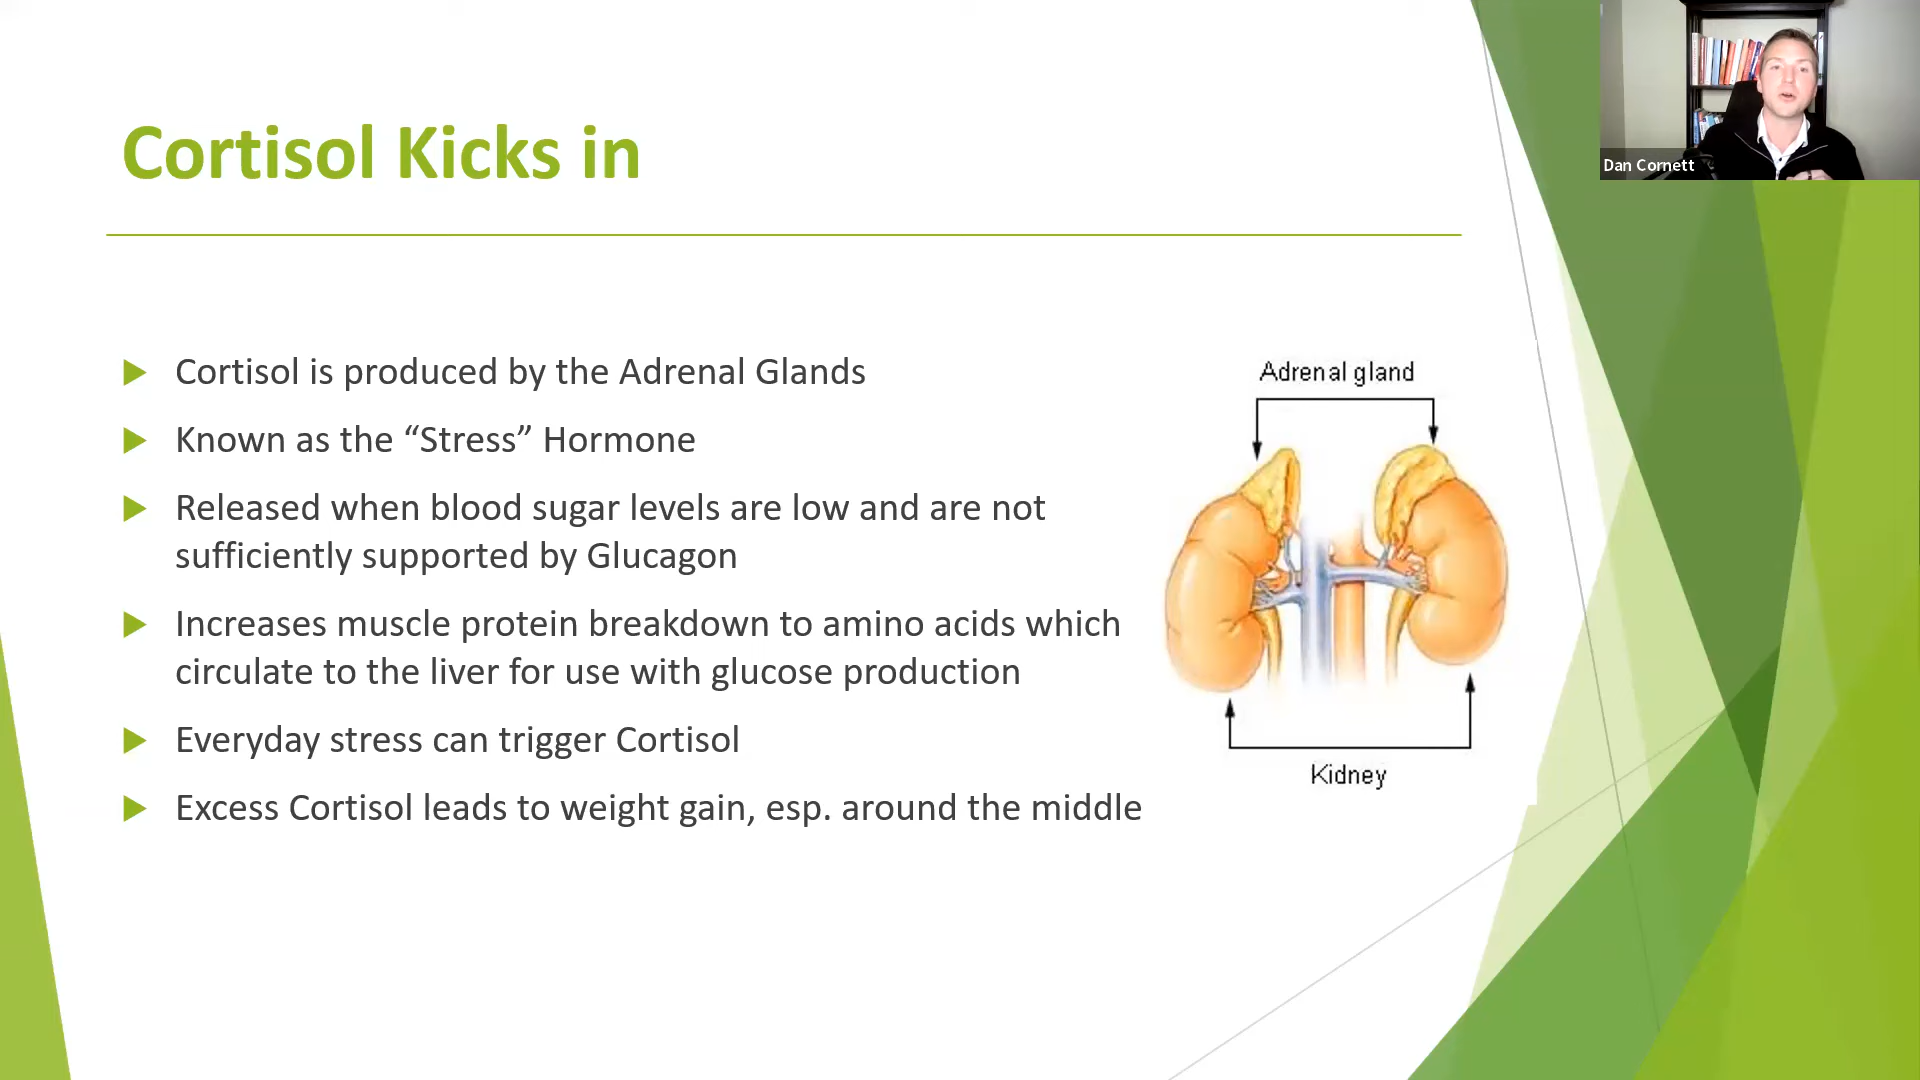 Cortisol Kicks in
Dan Cornett
Cortisol is produced by the Adrenal Glands
Known as the “Stress” Hormone
Released when blood sugar levels are low and are not
sufficiently supported by Glucagon
Increases muscle protein breakdown to amino acids which
circulate to the liver for use with glucose production
Everyday stress can trigger Cortisol
Excess Cortisol leads to weight gain, esp. around the middle
Adrenal gland
Kidney